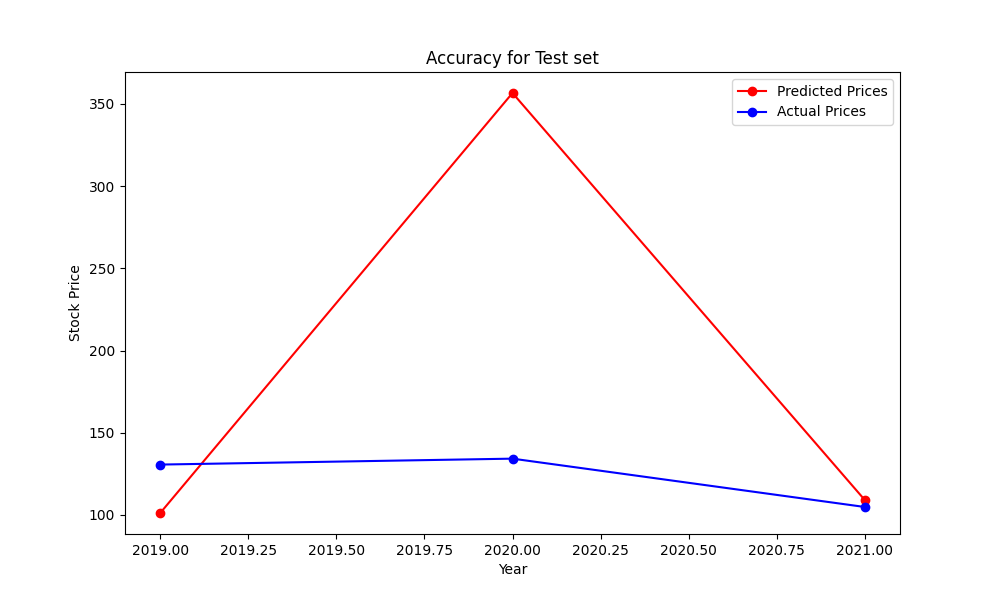 Accuracy for Test set
Predicted Prices
Actual Prices
Stock Price
350
300
250
200
150
100
2019.00 2019.25 2019.50 2019.75 2020.00 2020.25 2020.50 2020.75 2021.00
Year